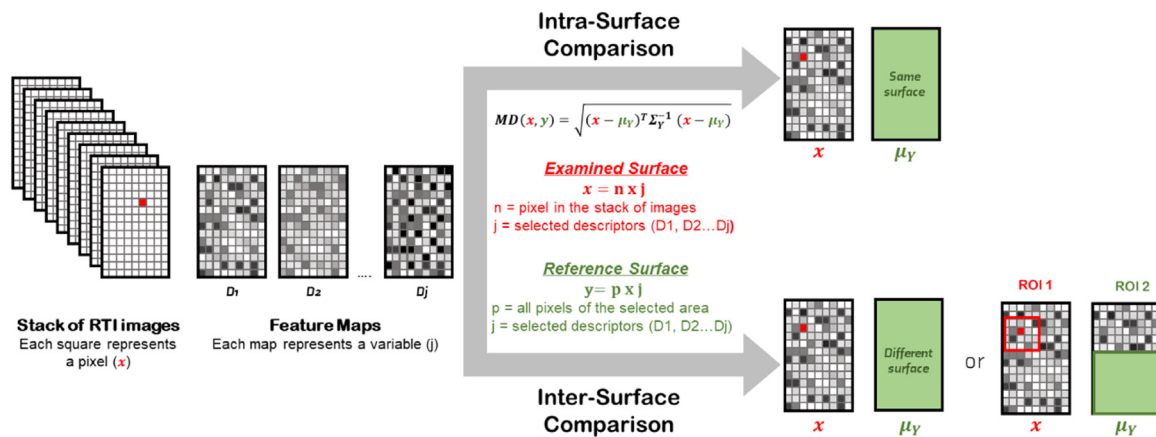 Intra-Surface
Comparison
MD(x, y) = √(x − μY)ᵀ ΣY⁻¹ (x − μY)
Examined Surface
x = n x j
n = pixel in the stack of images
j = selected descriptors (D1, D2…Dj)
Reference Surface
y= p x j
p = all pixels of the selected area
j = selected descriptors (D1, D2…Dj)
Inter-Surface
Comparison
D1
D2
....
Dj
Stack of RTI images
Each square represents
a pixel (x)
Feature Maps
Each map represents a variable (j)
Same
surface
x
μY
Different
surface
x
μY
or
ROI 1
ROI 2
x
μY